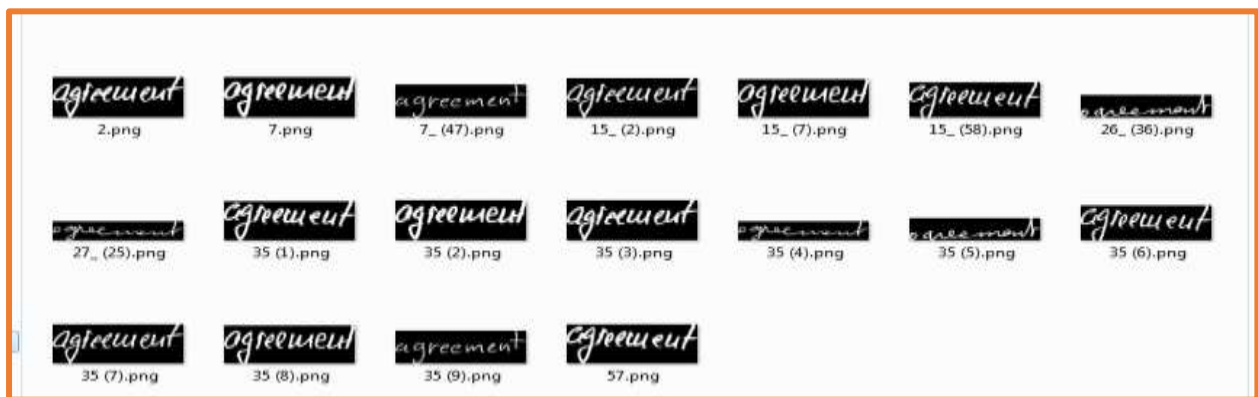 agreement agreement agreement agreement agreement agreement agreement
2.png 7.png 7_ (47).png 15_ (2).png 15_ (7).png 15_ (58).png 26_ (36).png
agreement agreement agreement agreement agreement agreement agreement
27_ (25).png 35 (1).png 35 (2).png 35 (3).png 35 (4).png 35 (5).png 35 (6).png
agreement agreement agreement agreement
35 (7).png 35 (8).png 35 (9).png 57.png